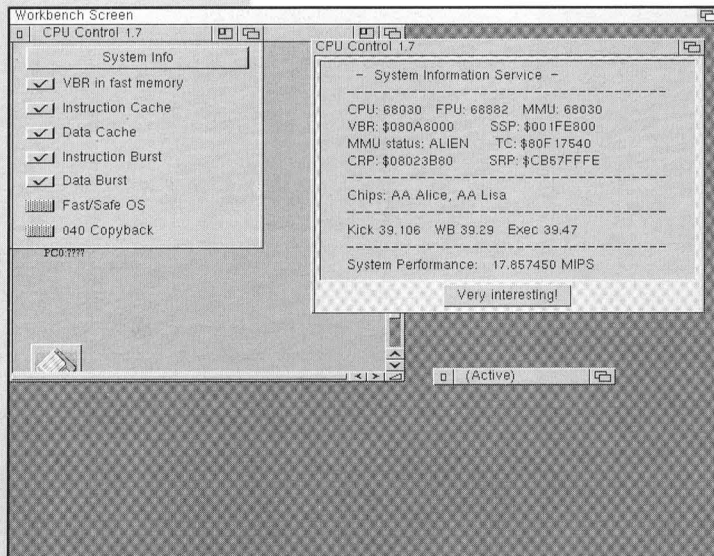 Workbench Screen
CPU Control 1.7
System Info
VBR in fast memory
Instruction Cache
Data Cache
Instruction Burst
Data Burst
Fast/Safe OS
040 Copyback
PC0:????
CPU Control 1.7
- System Information Service -
CPU: 68030 FPU: 68882 MMU: 68030
VBR: $080A8000 SSP: $001FE800
MMU status: ALIEN TC: $80F17540
CRP: $08023B80 SRP: $CB57FFFE
Chips: AA Alice, AA Lisa
Kick 39.106 WB 39.29 Exec 39.47
System Performance: 17.857450 MIPS
Very interesting!
(Active)